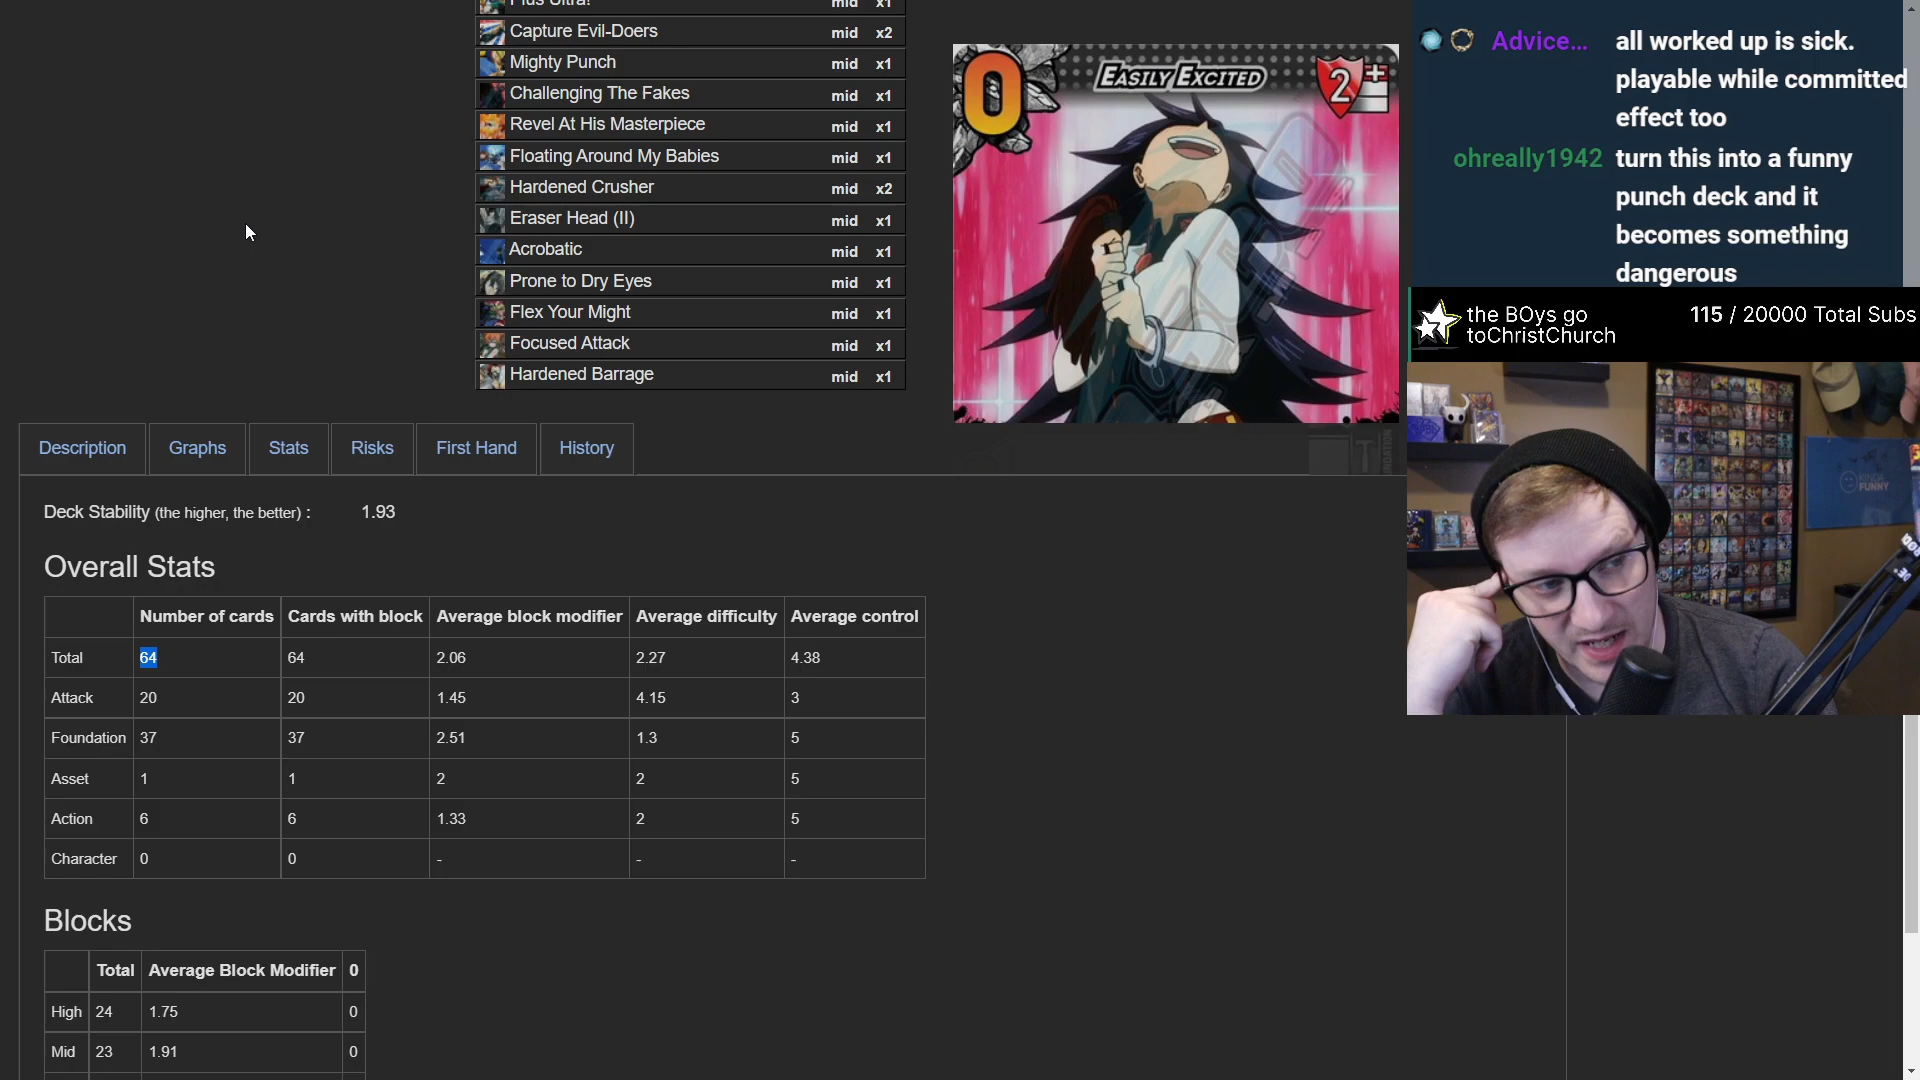 Plus Ultra! mid x1
Capture Evil-Doers mid x2
Mighty Punch mid x1
Challenging The Fakes mid x1
Revel At His Masterpiece mid x1
Floating Around My Babies mid x1
Hardened Crusher mid x2
Eraser Head (II) mid x1
Acrobatic mid x1
Prone to Dry Eyes mid x1
Flex Your Might mid x1
Focused Attack mid x1
Hardened Barrage mid x1
0 EASILY EXCITED 2 +
Advice... all worked up is sick.
playable while committed
effect too
ohreally1942 turn this into a funny
punch deck and it
becomes something
dangerous
the BOys go
toChristChurch
115 / 20000 Total Subs
KINDA
FUNNY
Description Graphs Stats Risks First Hand History
Deck Stability (the higher, the better) : 1.93
Overall Stats
Number of cards Cards with block Average block modifier Average difficulty Average control
Total 64 64 2.06 2.27 4.38
Attack 20 20 1.45 4.15 3
Foundation 37 37 2.51 1.3 5
Asset 1 1 2 2 5
Action 6 6 1.33 2 5
Character 0 0 - - -
Blocks
Total Average Block Modifier 0
High 24 1.75 0
Mid 23 1.91 0